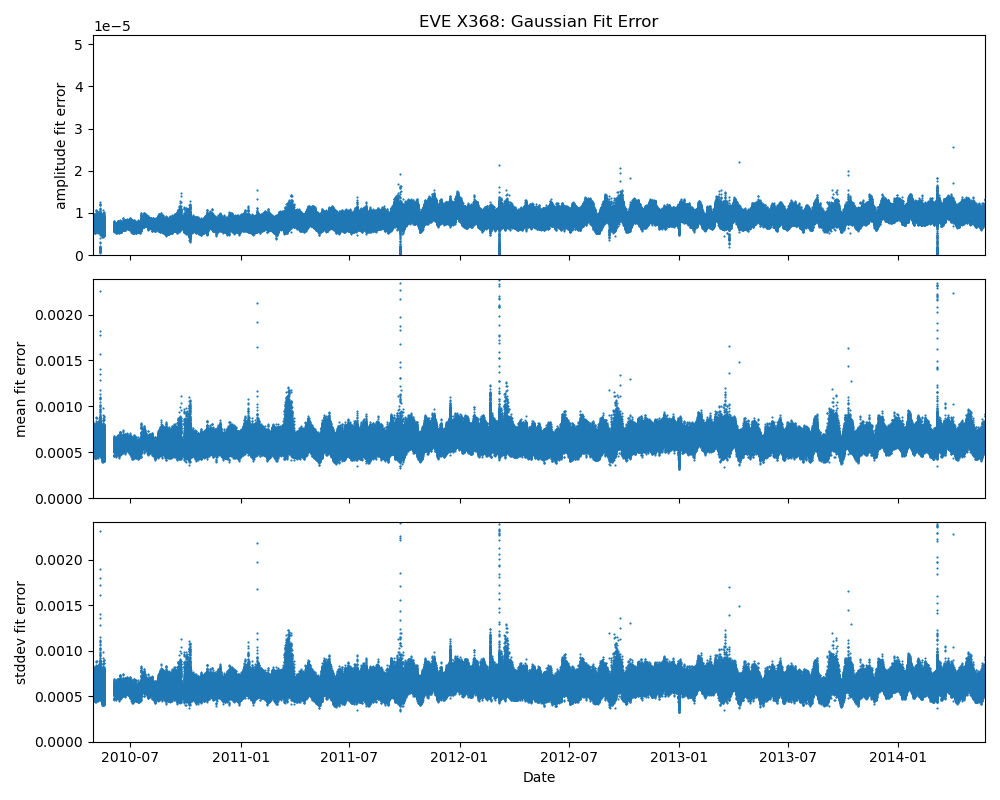 EVE X368: Gaussian Fit Error
1e−5
5
4
3
2
1
0
amplitude fit error
0.0020
0.0015
0.0010
0.0005
0.0000
mean fit error
0.0020
0.0015
0.0010
0.0005
0.0000
stddev fit error
2010-07 2011-01 2011-07 2012-01 2012-07 2013-01 2013-07 2014-01
Date